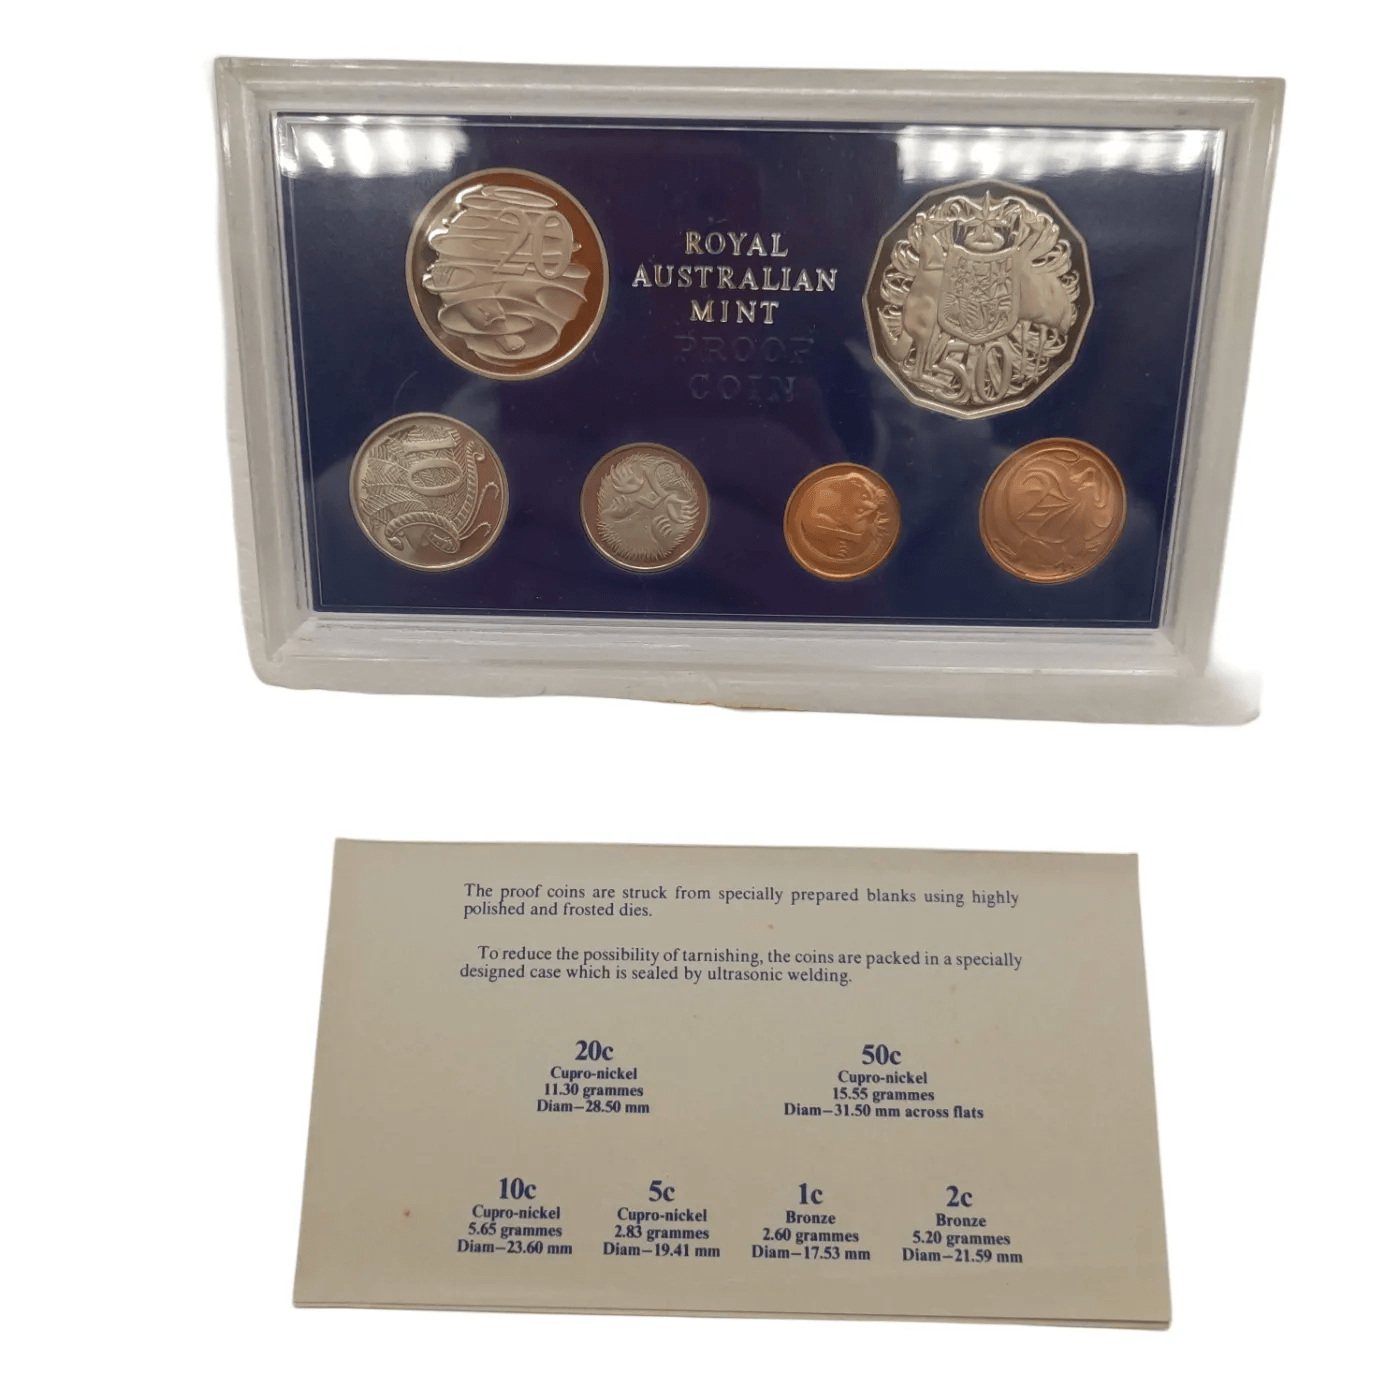 20
ROYAL
AUSTRALIAN
MINT
PROOF
COIN
50
10
5
1
2
The proof coins are struck from specially prepared blanks using highly
polished and frosted dies.
To reduce the possibility of tarnishing, the coins are packed in a specially
designed case which is sealed by ultrasonic welding.
20c
Cupro-nickel
11.30 grammes
Diam—28.50 mm
50c
Cupro-nickel
15.55 grammes
Diam—31.50 mm across flats
10c
Cupro-nickel
5.65 grammes
Diam—23.60 mm
5c
Cupro-nickel
2.83 grammes
Diam—19.41 mm
1c
Bronze
2.60 grammes
Diam—17.53 mm
2c
Bronze
5.20 grammes
Diam—21.59 mm